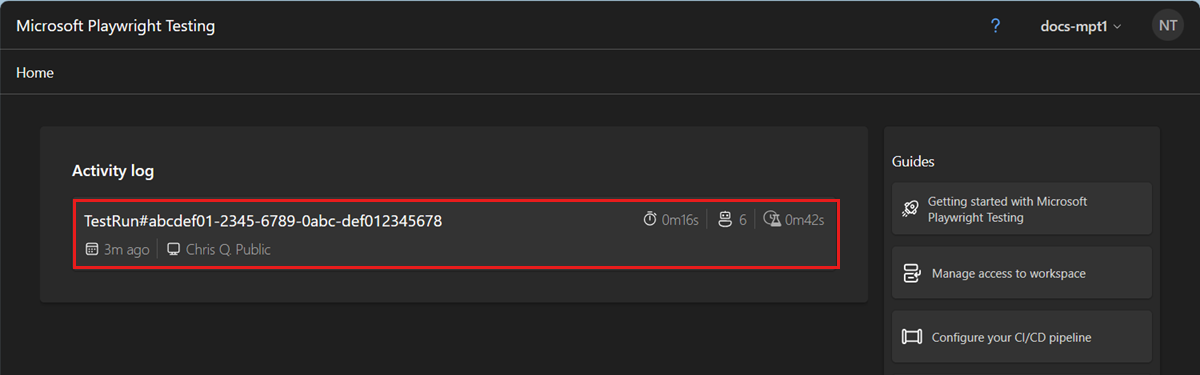 Microsoft Playwright Testing
? docs-mpt1 NT
Home
Activity log
TestRun#abcdef01-2345-6789-0abc-def012345678
0m16s 6 0m42s
3m ago Chris Q. Public
Guides
Getting started with Microsoft
Playwright Testing
Manage access to workspace
Configure your CI/CD pipeline